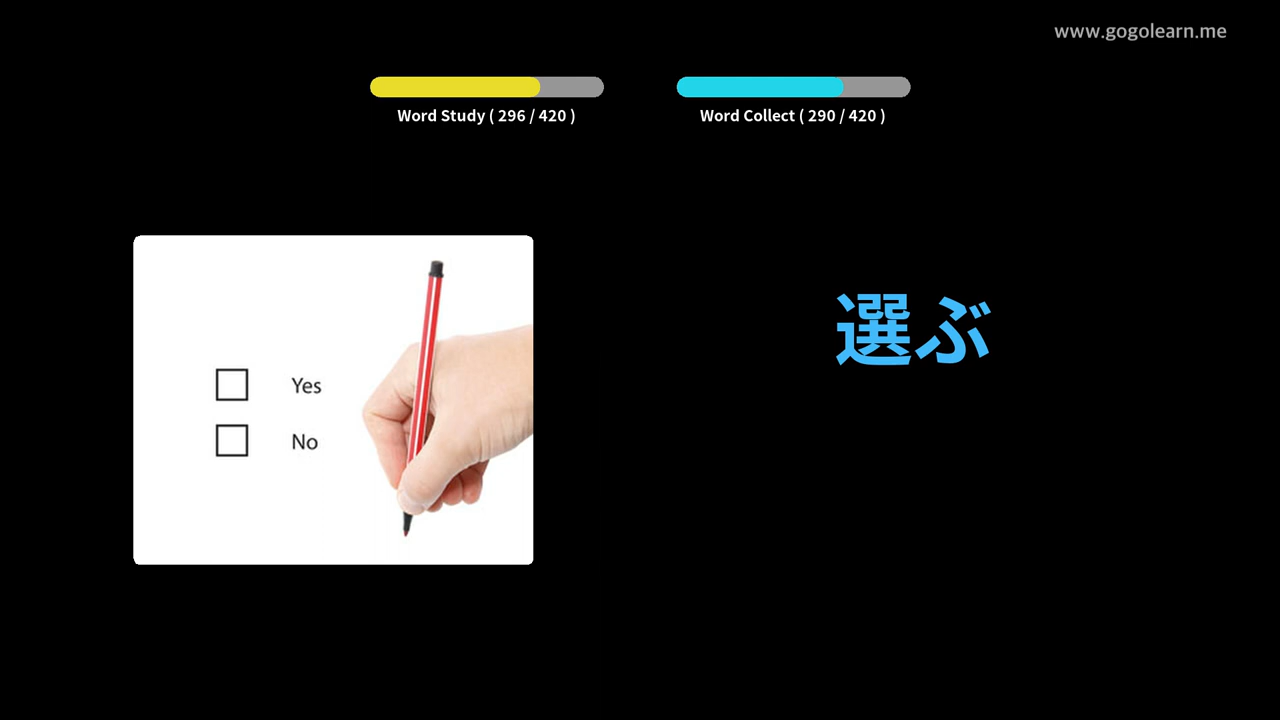 www.gogolearn.me
Word Study ( 296 / 420 )
Word Collect ( 290 / 420 )
Yes
No
選ぶ